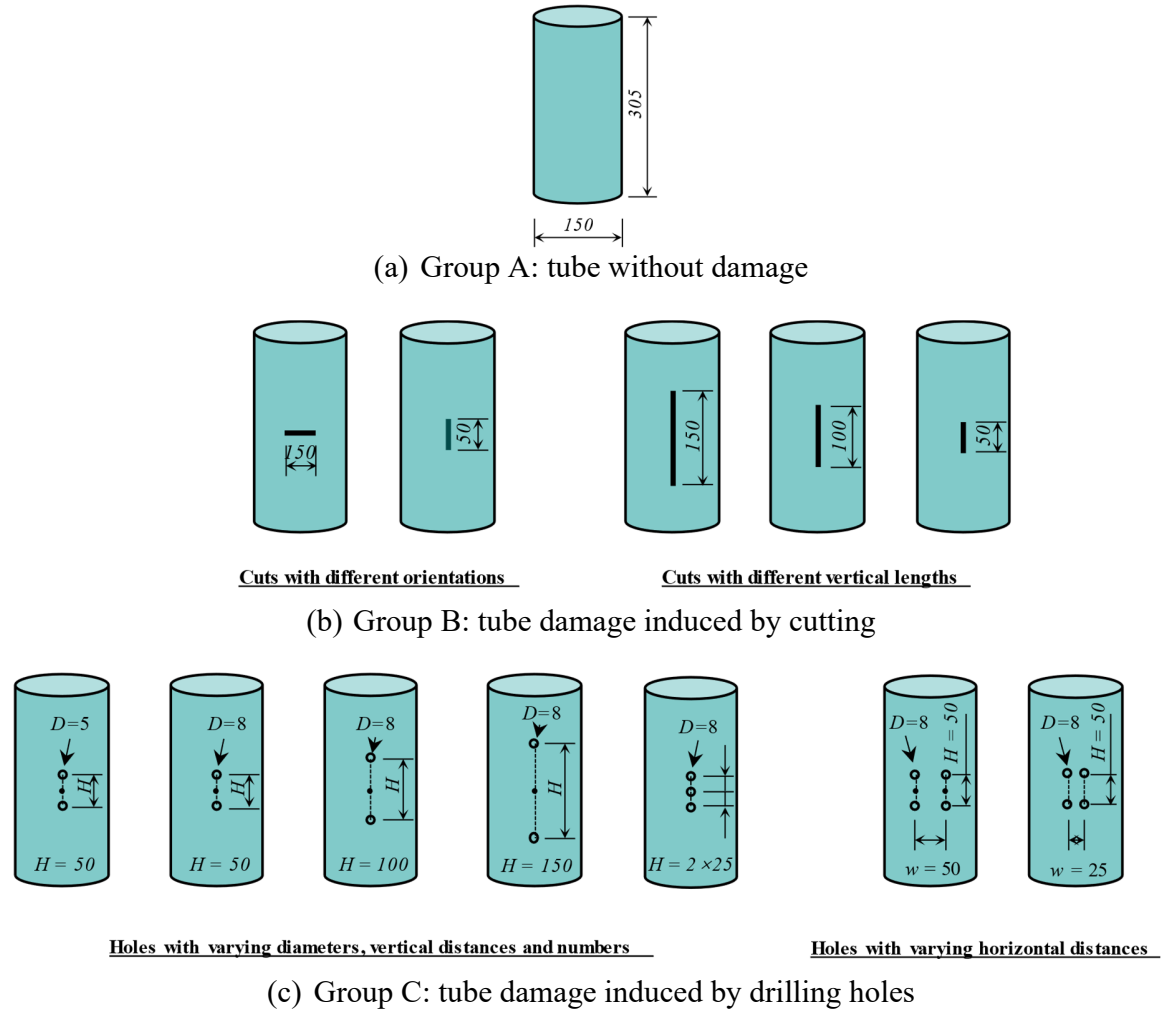 305
150
(a) Group A: tube without damage
150
50
150
100
50
Cuts with different orientations
Cuts with different vertical lengths
(b) Group B: tube damage induced by cutting
D=5
H
H = 50
D=8
H
H = 50
D=8
H
H = 100
D=8
H
H = 150
D=8
H = 2 ×25
D=8
H = 50
w = 50
D=8
H = 50
w = 25
Holes with varying diameters, vertical distances and numbers
Holes with varying horizontal distances
(c) Group C: tube damage induced by drilling holes